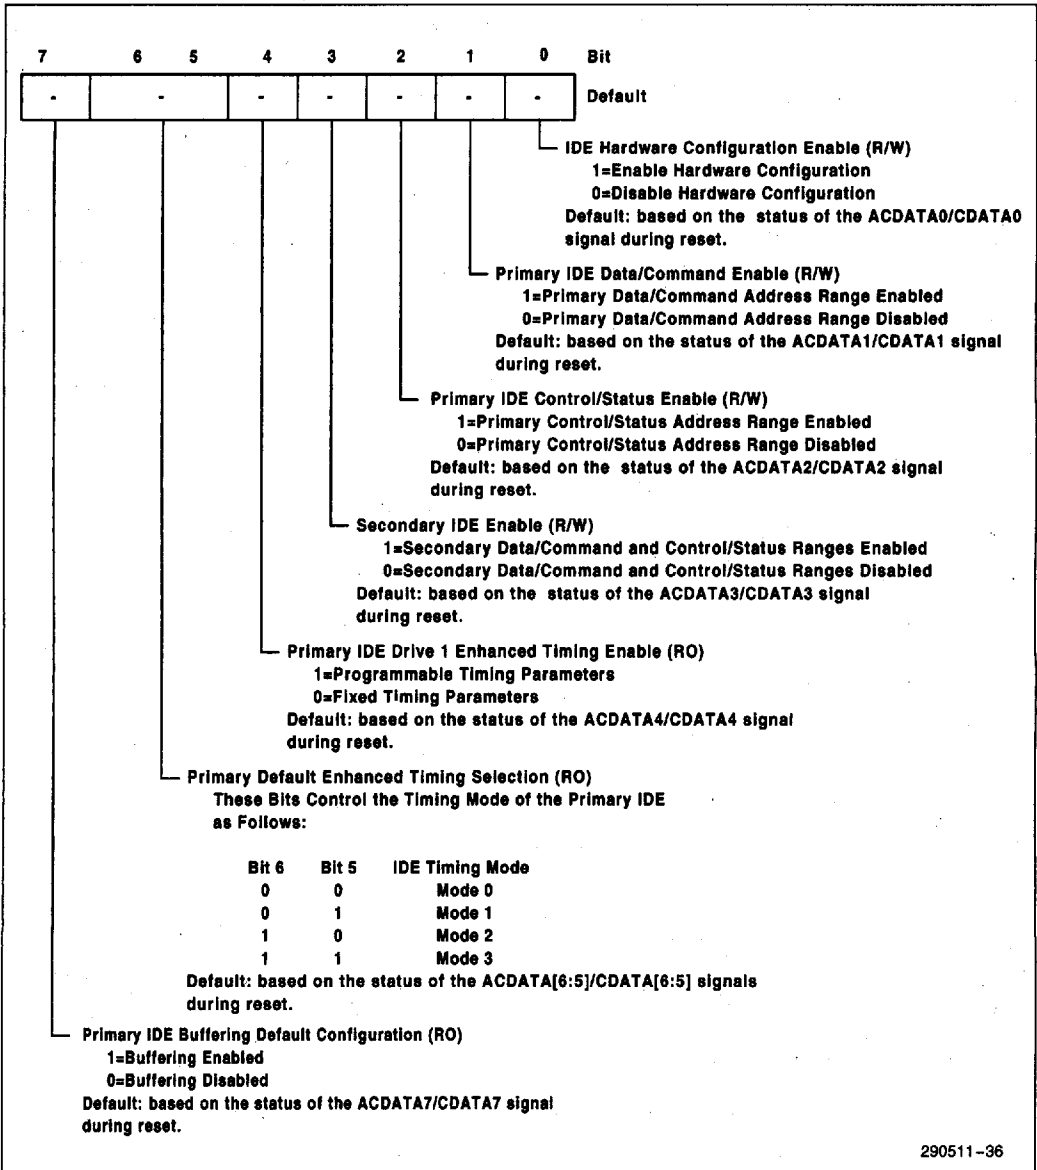 7 6 5 4 3 2 1 0 Bit
- - - - - - - Default
IDE Hardware Configuration Enable (R/W)
1=Enable Hardware Configuration
0=Disable Hardware Configuration
Default: based on the status of the ACDATA0/CDATA0
signal during reset.
Primary IDE Data/Command Enable (R/W)
1=Primary Data/Command Address Range Enabled
0=Primary Data/Command Address Range Disabled
Default: based on the status of the ACDATA1/CDATA1 signal
during reset.
Primary IDE Control/Status Enable (R/W)
1=Primary Control/Status Address Range Enabled
0=Primary Control/Status Address Range Disabled
Default: based on the status of the ACDATA2/CDATA2 signal
during reset.
Secondary IDE Enable (R/W)
1=Secondary Data/Command and Control/Status Ranges Enabled
0=Secondary Data/Command and Control/Status Ranges Disabled
Default: based on the status of the ACDATA3/CDATA3 signal
during reset.
Primary IDE Drive 1 Enhanced Timing Enable (RO)
1=Programmable Timing Parameters
0=Fixed Timing Parameters
Default: based on the status of the ACDATA4/CDATA4 signal
during reset.
Primary Default Enhanced Timing Selection (RO)
These Bits Control the Timing Mode of the Primary IDE
as Follows:
Bit 6 Bit 5 IDE Timing Mode
0 0 Mode 0
0 1 Mode 1
1 0 Mode 2
1 1 Mode 3
Default: based on the status of the ACDATA[6:5]/CDATA[6:5] signals
during reset.
Primary IDE Buffering Default Configuration (RO)
1=Buffering Enabled
0=Buffering Disabled
Default: based on the status of the ACDATA7/CDATA7 signal
during reset.
290511-36